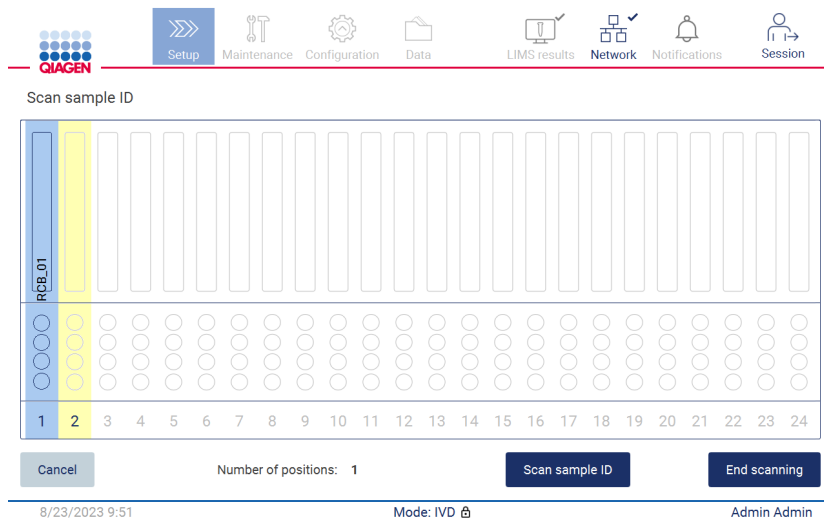 QIAGEN
Setup Maintenance Configuration Data LIMS results Network Notifications Session
Scan sample ID
RCB_01
1 2 3 4 5 6 7 8 9 10 11 12 13 14 15 16 17 18 19 20 21 22 23 24
Cancel Number of positions: 1 Scan sample ID End scanning
8/23/2023 9:51 Mode: IVD Admin Admin